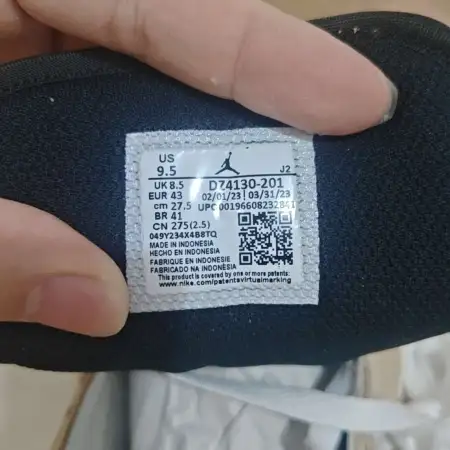 US
9.5
J2
UK 8.5 DZ4130-201
EUR 43 02/01/23 03/31/23
cm 27.5 UPC 00196608232841
BR 41
CN 275(2.5)
049Y234X4B8TQ
MADE IN INDONESIA
HECHO EN INDONESIA
FABRIQUE EN INDONESIE
FABRICADO NA INDONÉSIA
This product is covered by one or more patents:
www.nike.com/patentsvirtualmarking